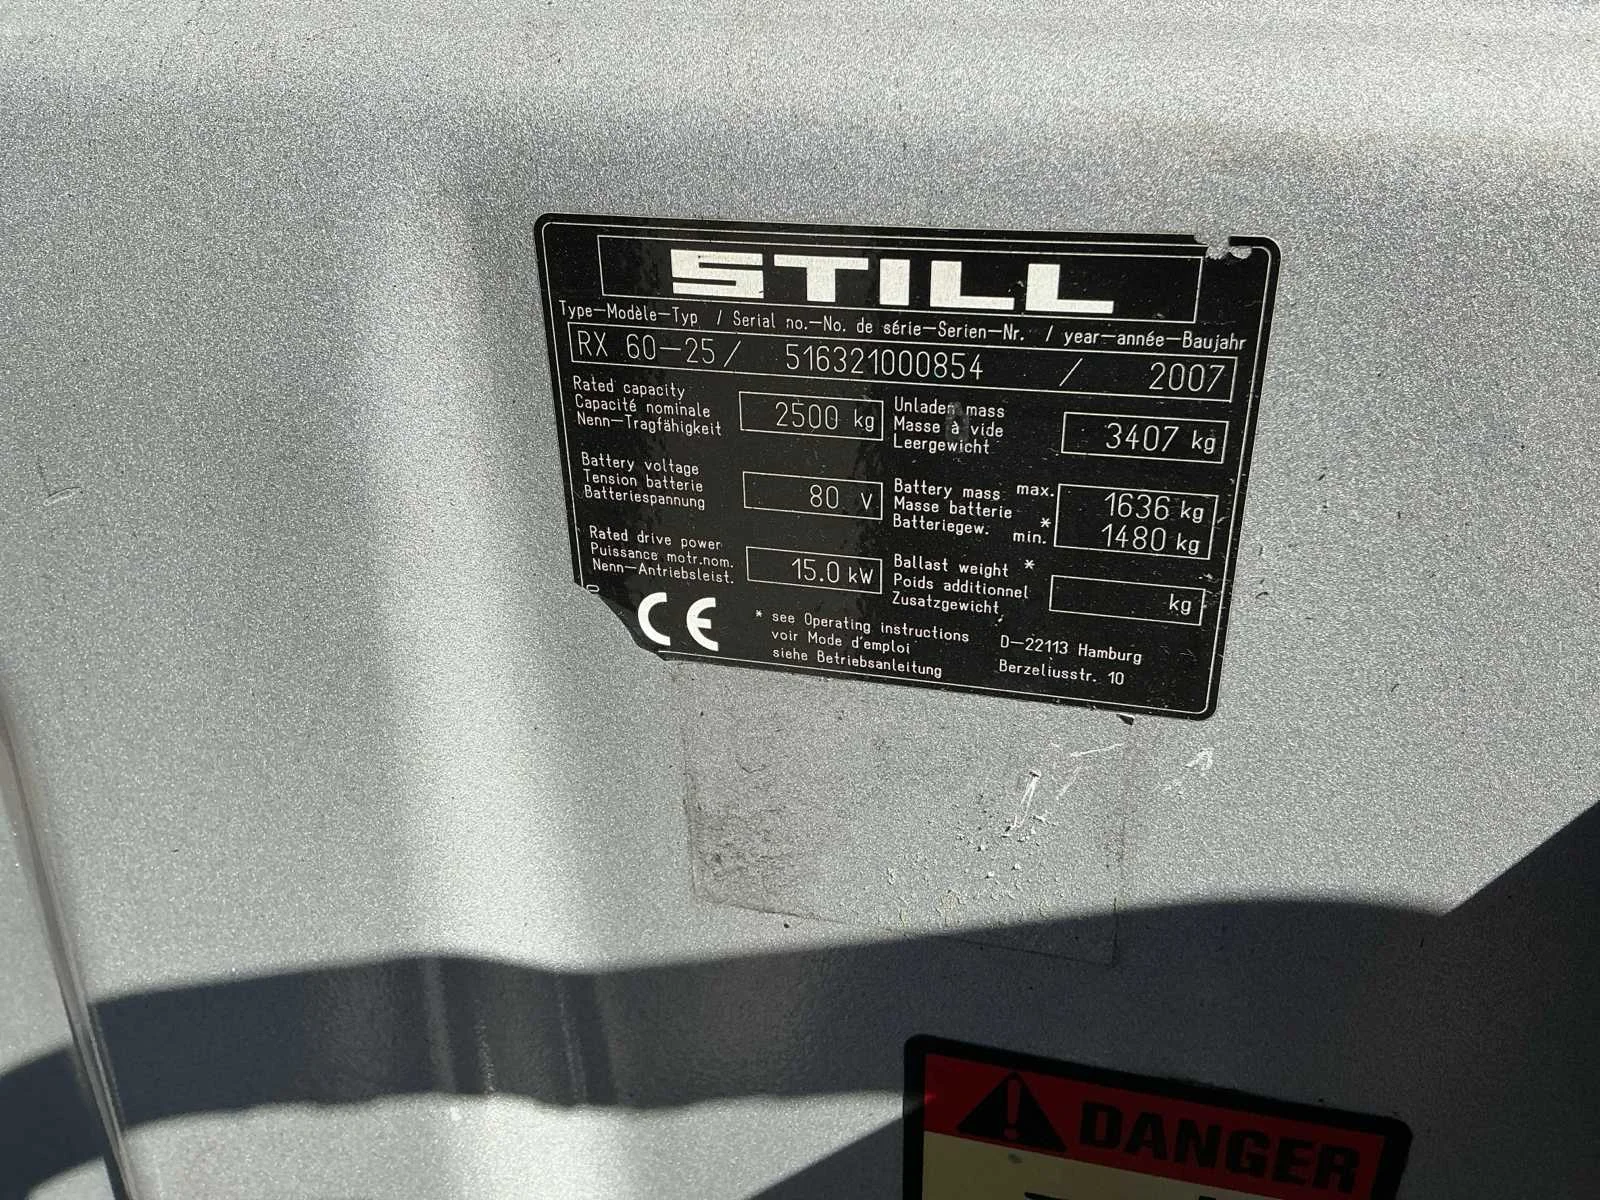 STILL
Type–Modèle–Typ / Serial no.–No. de série–Serien–Nr. / year–année–Baujahr
RX 60–25 / 516321000854 / 2007
Rated capacity
Capacité nominale
Nenn–Tragfähigkeit
2500 kg
Unladen mass
Masse à vide
Leergewicht
3407 kg
Battery voltage
Tension batterie
Batteriespannung
80 V
Battery mass max.
Masse batterie *
Batteriegew. min.
1636 kg
1480 kg
Rated drive power
Puissance motr.nom.
Nenn–Antriebsleist.
15.0 kW
Ballast weight *
Poids additionnel
Zusatzgewicht
kg
CE
* see Operating instructions
voir Mode d'emploi
siehe Betriebsanleitung
D–22113 Hamburg
Berzeliusstr. 10
DANGER